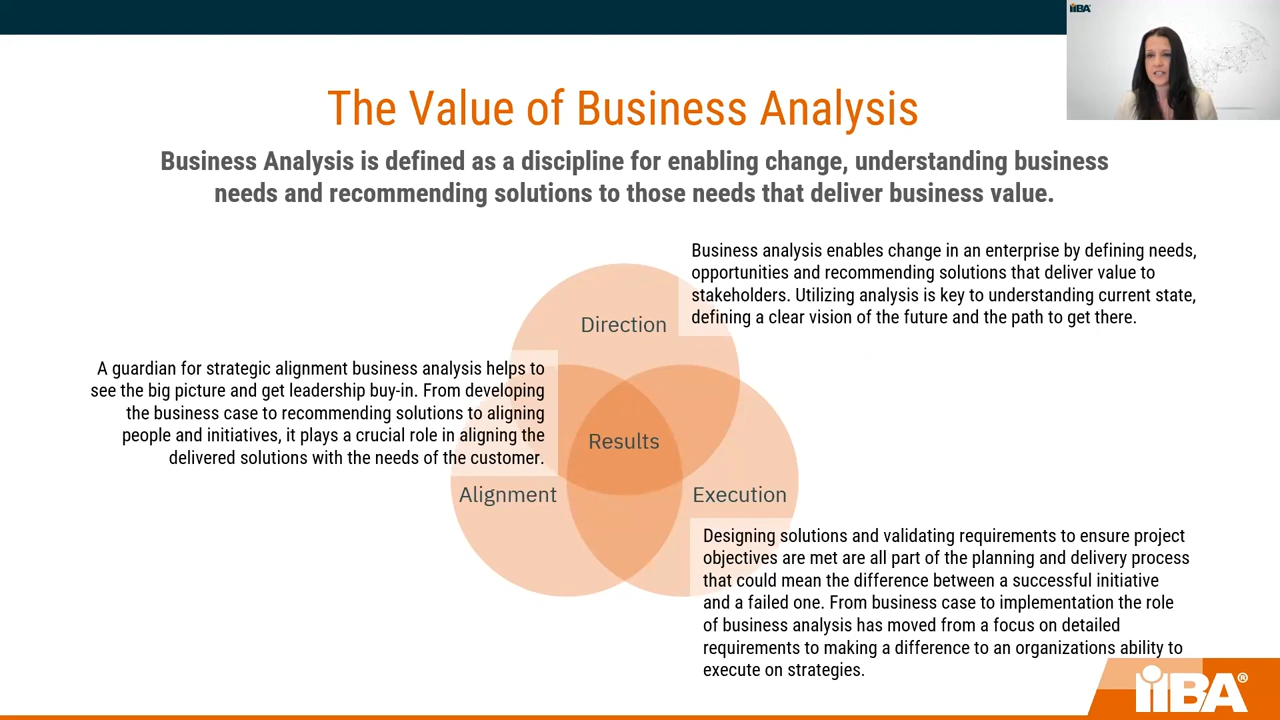 iiBA
The Value of Business Analysis
Business Analysis is defined as a discipline for enabling change, understanding business
needs and recommending solutions to those needs that deliver business value.
Business analysis enables change in an enterprise by defining needs,
opportunities and recommending solutions that deliver value to
stakeholders. Utilizing analysis is key to understanding current state,
defining a clear vision of the future and the path to get there.
Direction
A guardian for strategic alignment business analysis helps to
see the big picture and get leadership buy-in. From developing
the business case to recommending solutions to aligning
people and initiatives, it plays a crucial role in aligning the
delivered solutions with the needs of the customer.
Results
Alignment
Execution
Designing solutions and validating requirements to ensure project
objectives are met are all part of the planning and delivery process
that could mean the difference between a successful initiative
and a failed one. From business case to implementation the role
of business analysis has moved from a focus on detailed
requirements to making a difference to an organizations ability to
execute on strategies.
iiBA®